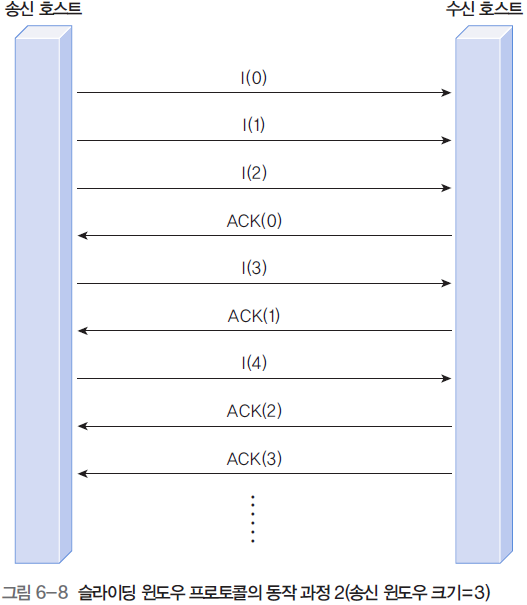 송신 호스트 수신 호스트
I(0)
I(1)
I(2)
ACK(0)
I(3)
ACK(1)
I(4)
ACK(2)
ACK(3)
그림 6-8 슬라이딩 윈도우 프로토콜의 동작 과정 2(송신 윈도우 크기=3)